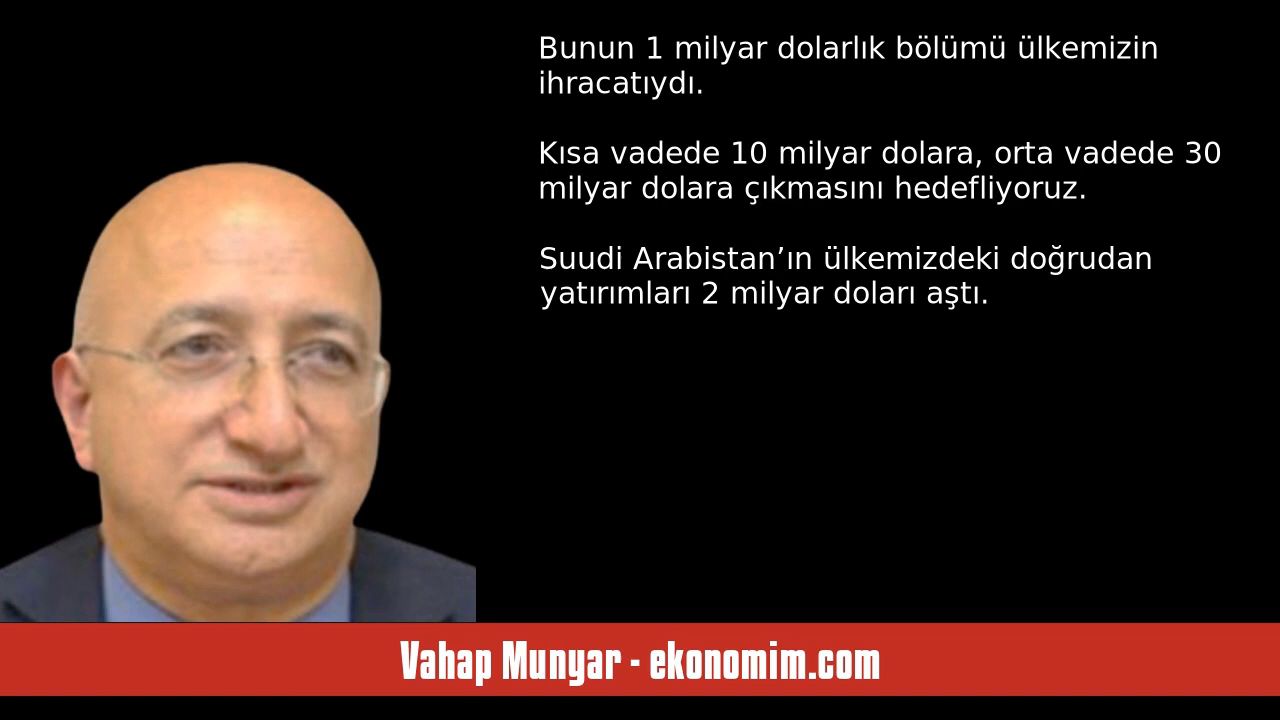 Bunun 1 milyar dolarlık bölümü ülkemizin
ihracatıydı.
Kısa vadede 10 milyar dolara, orta vadede 30
milyar dolara çıkmasını hedefliyoruz.
Suudi Arabistan’ın ülkemizdeki doğrudan
yatırımları 2 milyar doları aştı.
Vahap Munyar - ekonomim.com